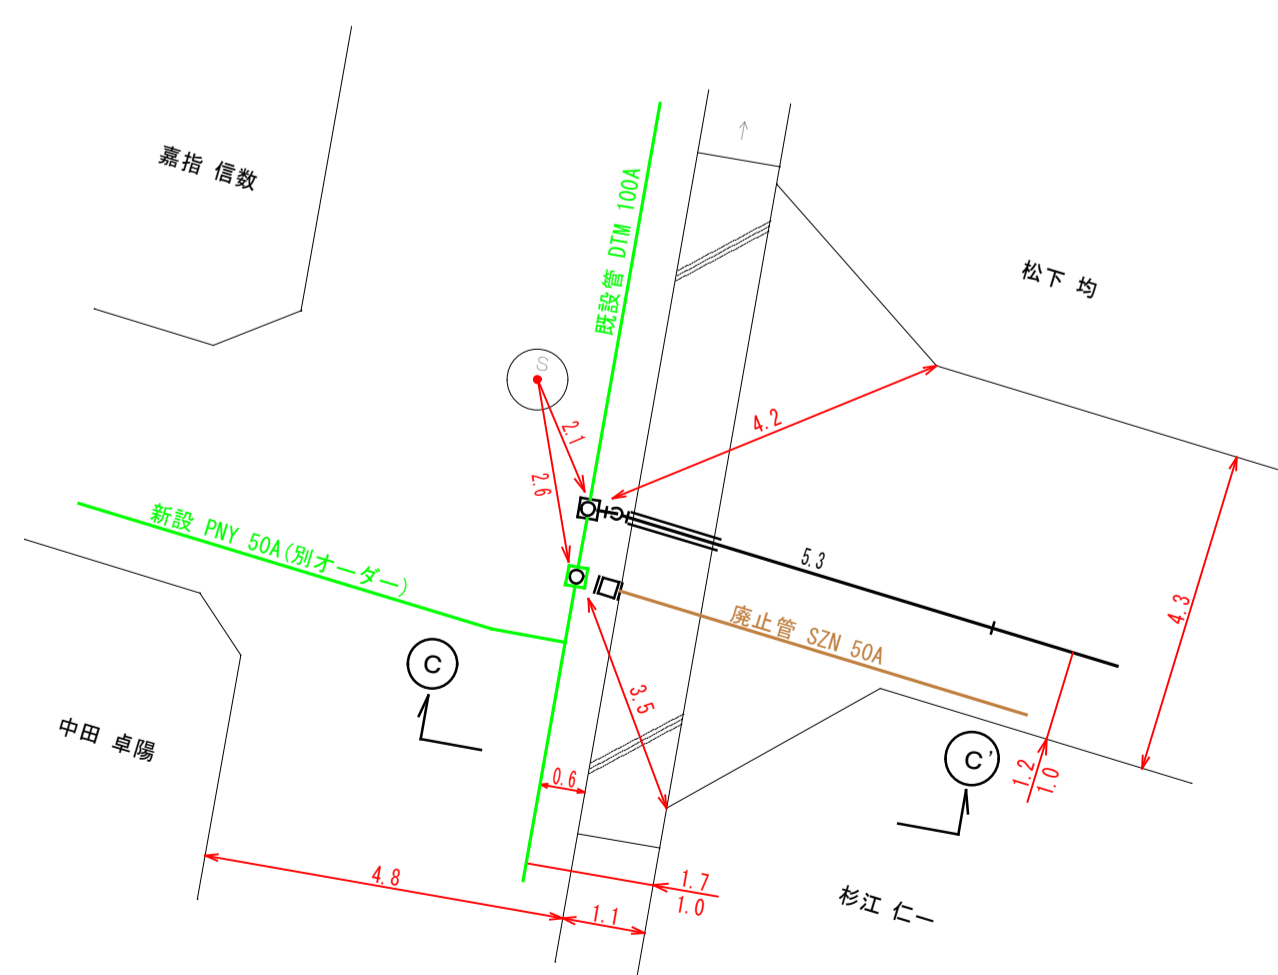 嘉指 信数
既設管 DTM 100A
松下 均
S
2.1
4.2
2.6
新設 PNY 50A(別オーダー)
5.3
4.3
廃止管 SZN 50A
C
3.5
中田 卓陽
C'
1.2
1.0
0.6
4.8
1.7
1.0
1.1
杉江 仁一